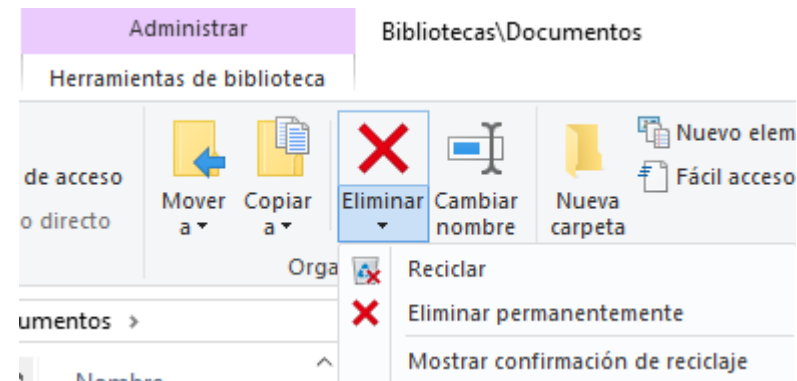 Administrar
Bibliotecas\Documentos
Herramientas de biblioteca
de acceso
o directo
Mover
a
Copiar
a
Eliminar
Cambiar
nombre
Nueva
carpeta
Nuevo elem
Fácil acceso
Orga
Reciclar
Eliminar permanentemente
Mostrar confirmación de reciclaje
umentos >